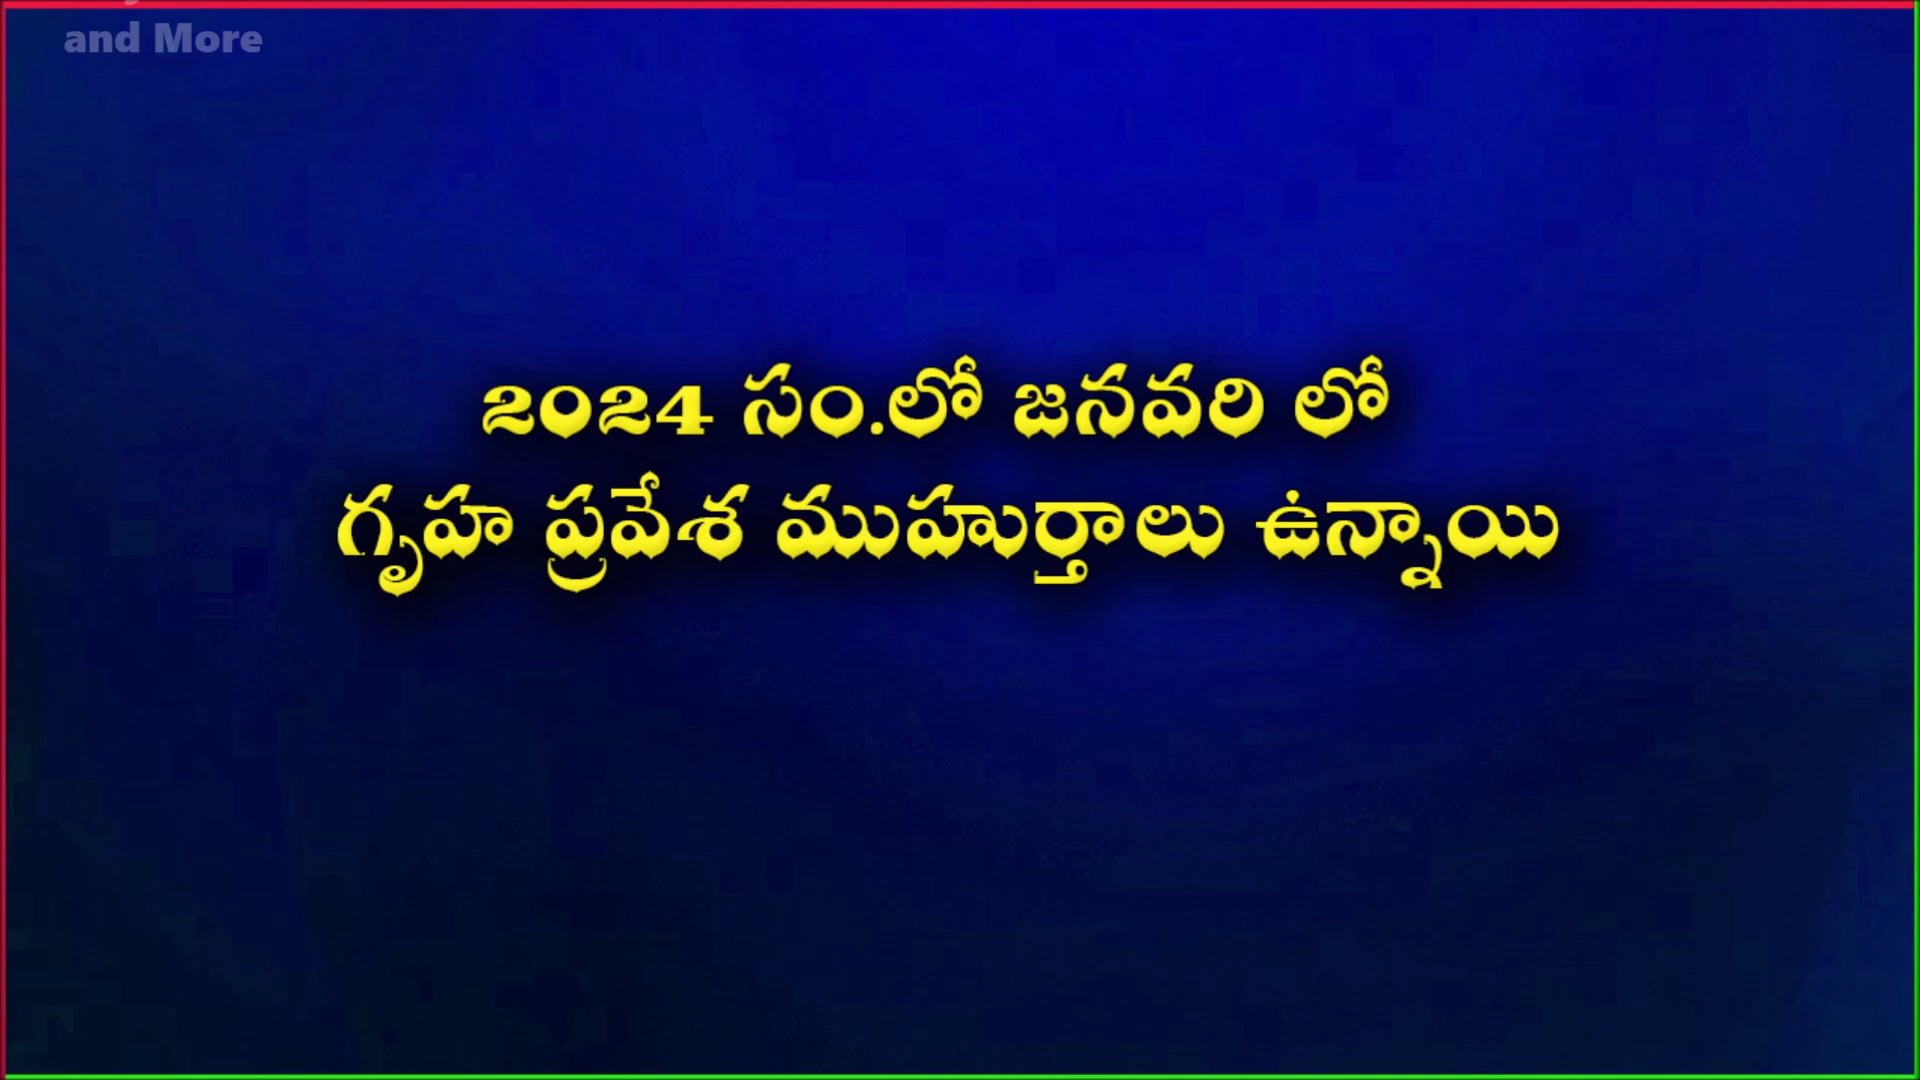 and More
2024 సం.లో జనవరి లో
గృహ ప్రవేశ ముహుర్తాలు ఉన్నాయి